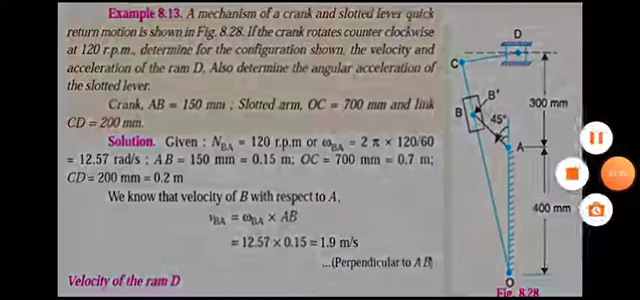 Example 8.13. A mechanism of a crank and slotted lever quick
return motion is shown in Fig. 8.28. If the crank rotates counter clockwise
at 120 r.p.m., determine for the configuration shown, the velocity and
acceleration of the ram D. Also determine the angular acceleration of
the slotted lever.
Crank, AB = 150 mm ; Slotted arm, OC = 700 mm and link
CD = 200 mm.
Solution. Given : N_BA = 120 r.p.m or ω_BA = 2 π × 120/60
= 12.57 rad/s ; AB = 150 mm = 0.15 m; OC = 700 mm = 0.7 m;
CD = 200 mm = 0.2 m
We know that velocity of B with respect to A,
v_BA = ω_BA × AB
= 12.57 × 0.15 = 1.9 m/s
...(Perpendicular to AB)
Velocity of the ram D
D
C
B'
B
45°
300 mm
A
400 mm
O
Fig. 8.28